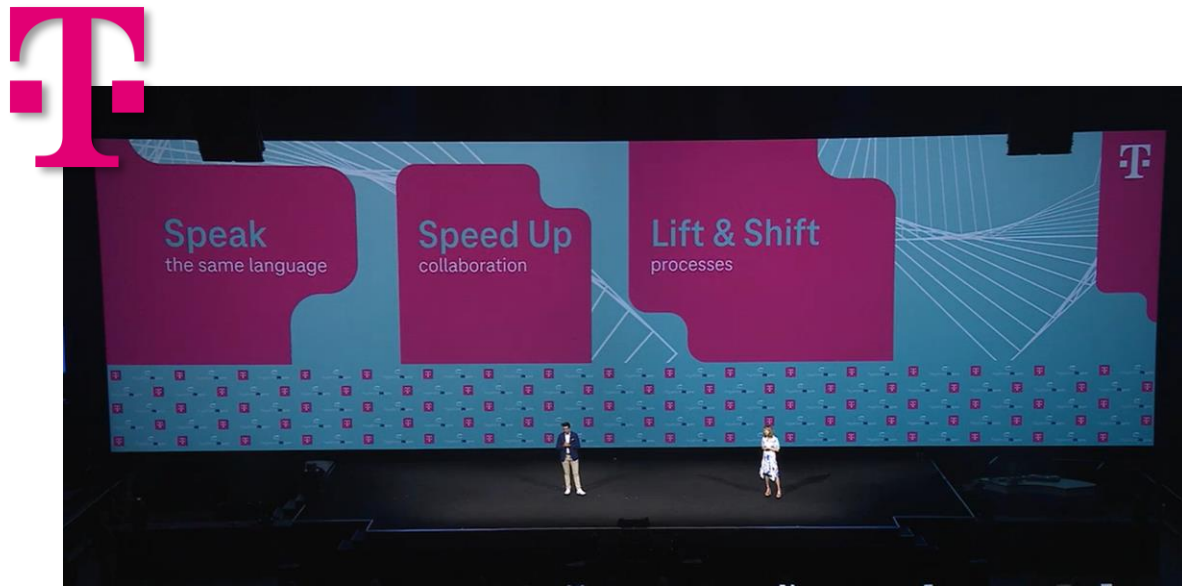 T
Speak
the same language
Speed Up
collaboration
Lift & Shift
processes
T